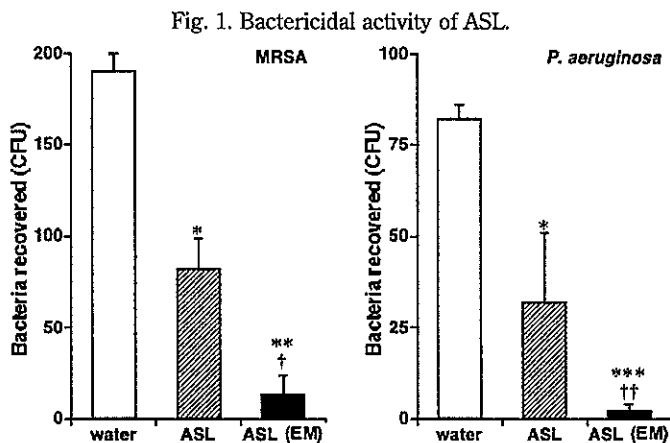 Fig. 1. Bactericidal activity of ASL.
MRSA
Bacteria recovered (CFU)
200
150
100
50
0
*
**
†
water ASL ASL (EM)
P. aeruginosa
Bacteria recovered (CFU)
100
75
50
25
0
*
***
††
water ASL ASL (EM)